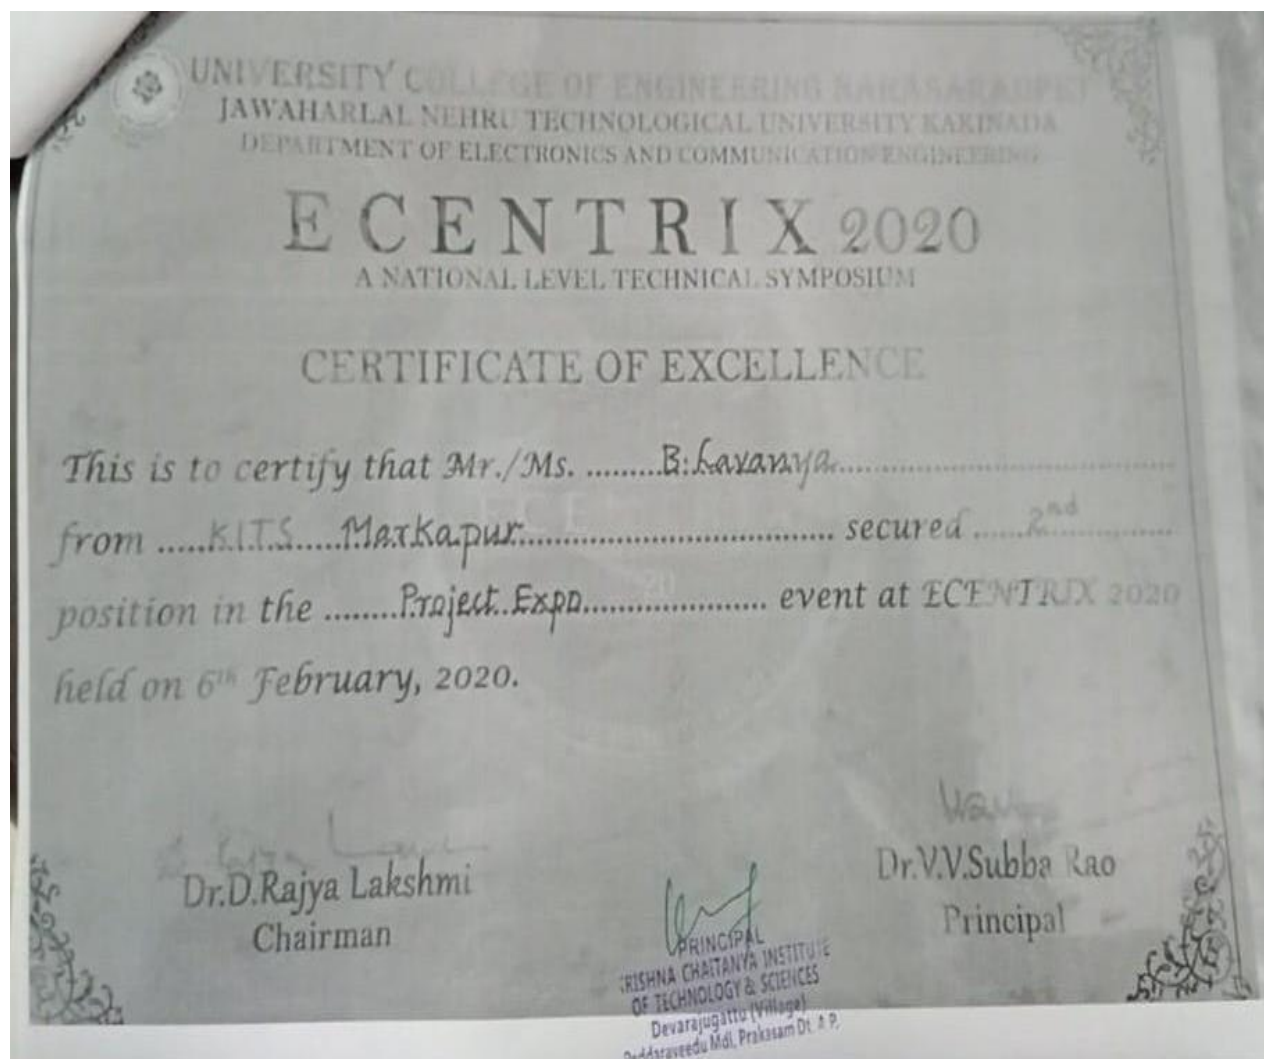 UNIVERSITY COLLEGE OF ENGINEERING NARASARAOPET
JAWAHARLAL NEHRU TECHNOLOGICAL UNIVERSITY KAKINADA
DEPARTMENT OF ELECTRONICS AND COMMUNICATION ENGINEERING
ECENTRIX 2020
A NATIONAL LEVEL TECHNICAL SYMPOSIUM
CERTIFICATE OF EXCELLENCE
This is to certify that Mr./Ms. .........B.Lavanya...............................
from ......K.I.T.S.....Markapur.................................. secured .....2nd............
position in the ........Project Expo.................... event at ECENTRIX 2020
held on 6th February, 2020.
Dr.D.Rajya Lakshmi
Chairman
Dr.V.V.Subba Rao
Principal
PRINCIPAL
KRISHNA CHAITANYA INSTITUTE
OF TECHNOLOGY & SCIENCES
Devarajugattu (Village)
Peddaraveedu Mdl, Prakasam Dt. A.P.